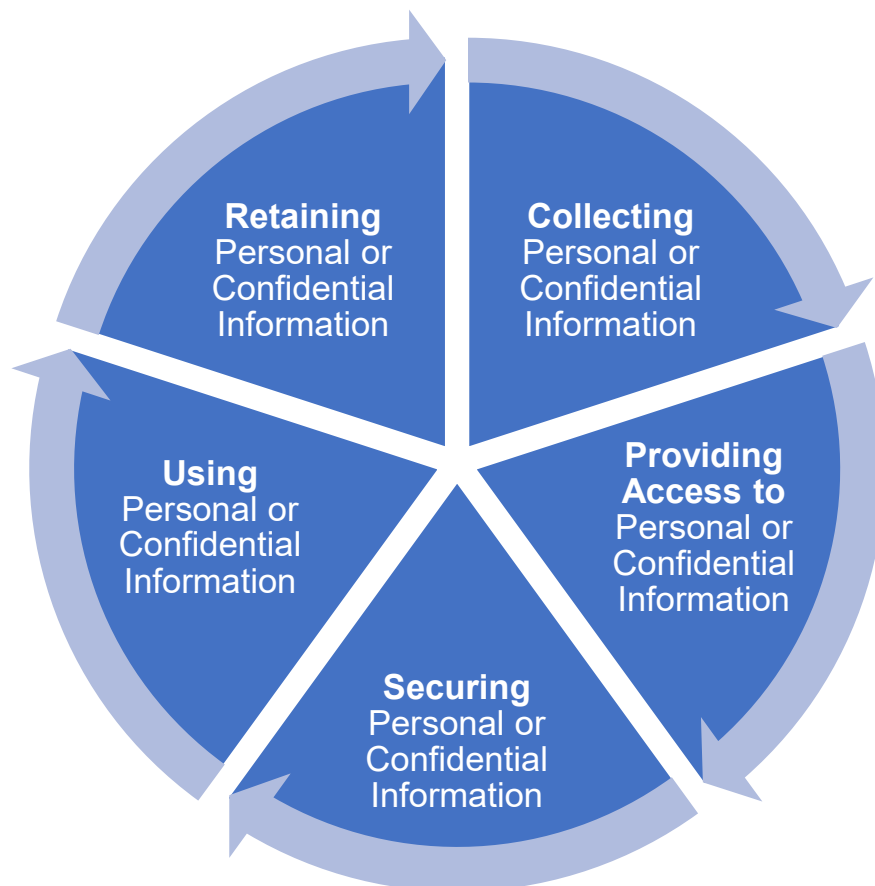 Retaining
Personal or
Confidential
Information
Collecting
Personal or
Confidential
Information
Providing
Access to
Personal or
Confidential
Information
Securing
Personal or
Confidential
Information
Using
Personal or
Confidential
Information